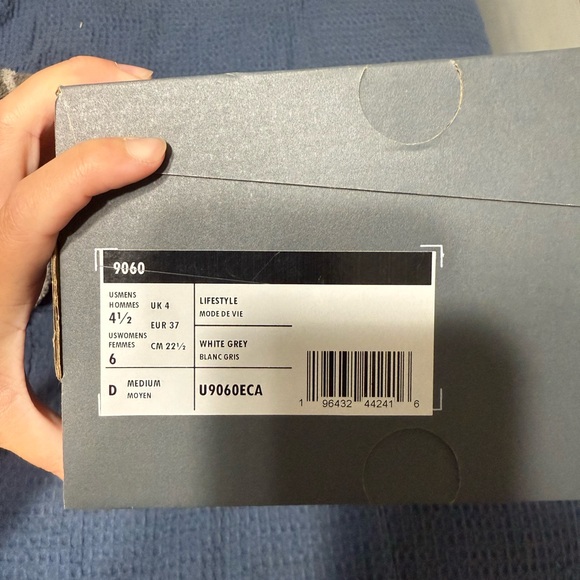 9060
USMENS
HOMMES
4½
UK 4
EUR 37
USWOMENS
FEMMES
6
CM 22½
LIFESTYLE
MODE DE VIE
WHITE GREY
BLANC GRIS
D MEDIUM
MOYEN
U9060ECA
1 96432 44241 6